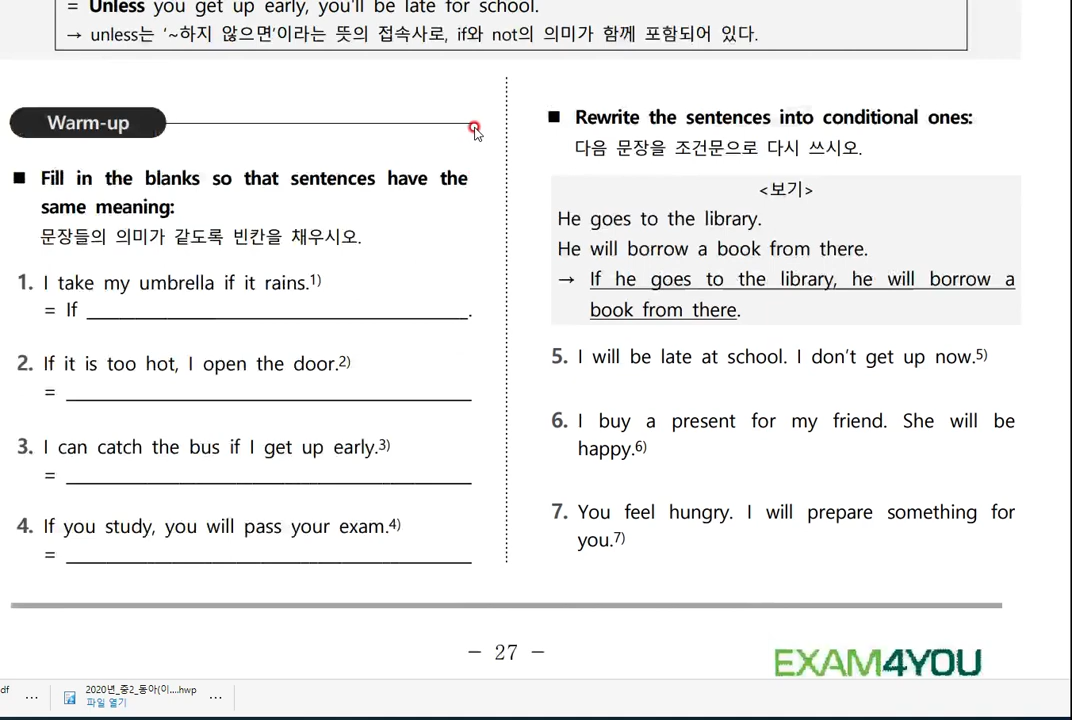 = Unless you get up early, you'll be late for school.
→ unless는 '~하지 않으면'이라는 뜻의 접속사로, if와 not의 의미가 함께 포함되어 있다.
Warm-up
■ Fill in the blanks so that sentences have the
same meaning:
문장들의 의미가 같도록 빈칸을 채우시오.
1. I take my umbrella if it rains.1)
= If ______________________.
2. If it is too hot, I open the door.2)
= ______________________
3. I can catch the bus if I get up early.3)
= ______________________
4. If you study, you will pass your exam.4)
= ______________________
■ Rewrite the sentences into conditional ones:
다음 문장을 조건문으로 다시 쓰시오.
<보기>
He goes to the library.
He will borrow a book from there.
→ If he goes to the library, he will borrow a
book from there.
5. I will be late at school. I don't get up now.5)
6. I buy a present for my friend. She will be
happy.6)
7. You feel hungry. I will prepare something for
you.7)
- 27 -
EXAM4YOU
df ... 2020년_중2_동아(이....hwp ...
파일 열기